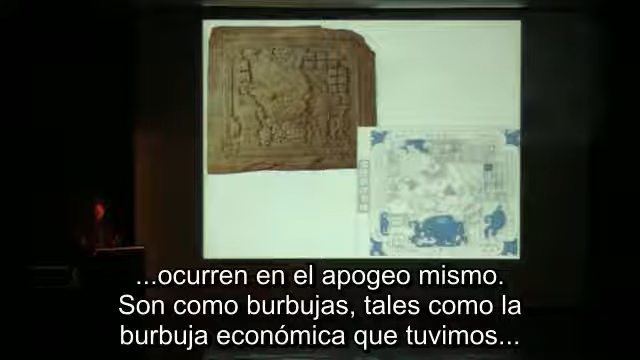 ...ocurren en el apogeo mismo.
Son como burbujas, tales como la
burbuja económica que tuvimos...